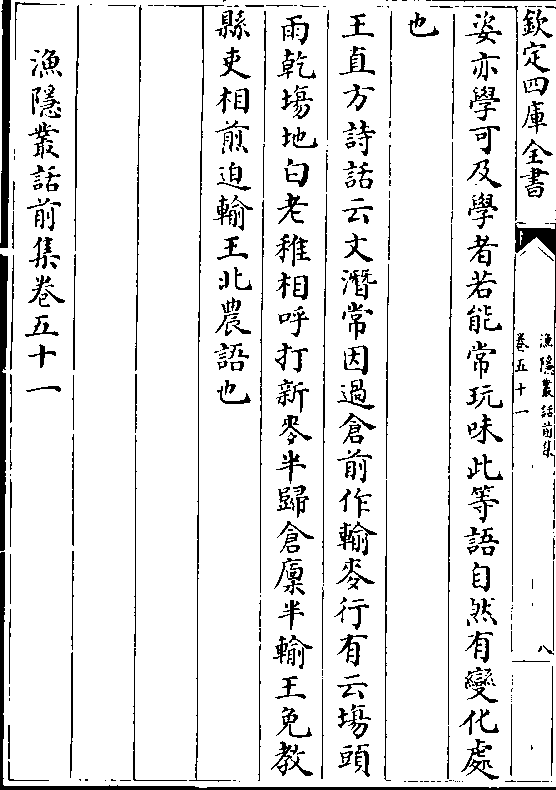 欽定四庫全書
漁隱叢話前集
卷五十一
八
姿亦學可及學者若能常玩味此等語自然有變化處
也
王直方詩話云文潛常因過倉前作輸麥行有云塲頭
雨乾塲地白老稚相呼打新麥半歸倉廪半輸王免教
縣吏相煎迫輸王北農語也
漁隱叢話前集卷五十一